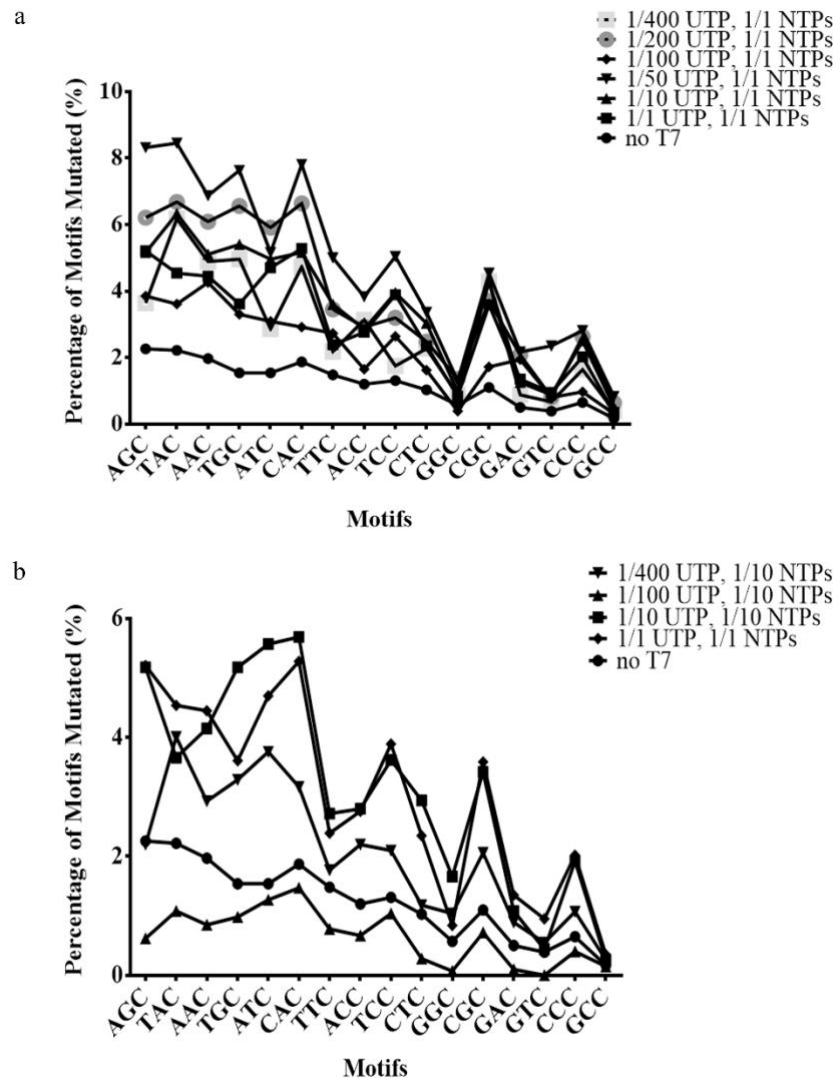 a
1/400 UTP, 1/1 NTPs
1/200 UTP, 1/1 NTPs
1/100 UTP, 1/1 NTPs
1/50 UTP, 1/1 NTPs
1/10 UTP, 1/1 NTPs
1/1 UTP, 1/1 NTPs
no T7
Percentage of Motifs Mutated (%)
10
8
6
4
2
0
AGC TAC AAC TGC ATC CAC TTC ACC TCC CTC GGC CGC GAC GTC CCC GCC
Motifs
b
1/400 UTP, 1/10 NTPs
1/100 UTP, 1/10 NTPs
1/10 UTP, 1/10 NTPs
1/1 UTP, 1/1 NTPs
no T7
Percentage of Motifs Mutated (%)
6
4
2
0
AGC TAC AAC TGC ATC CAC TTC ACC TCC CTC GGC CGC GAC GTC CCC GCC
Motifs